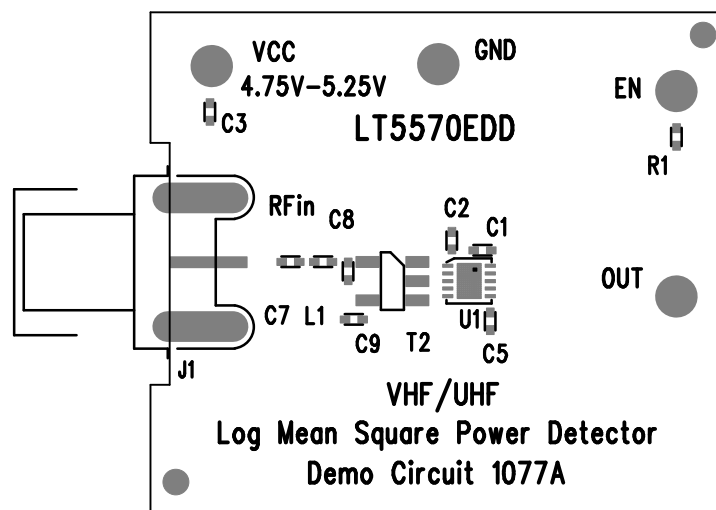 VCC
4.75V-5.25V
GND
EN
C3
LT5570EDD
R1
RFin
C8
C2
C1
OUT
C7
L1
C9
T2
U1
C5
J1
VHF/UHF
Log Mean Square Power Detector
Demo Circuit 1077A